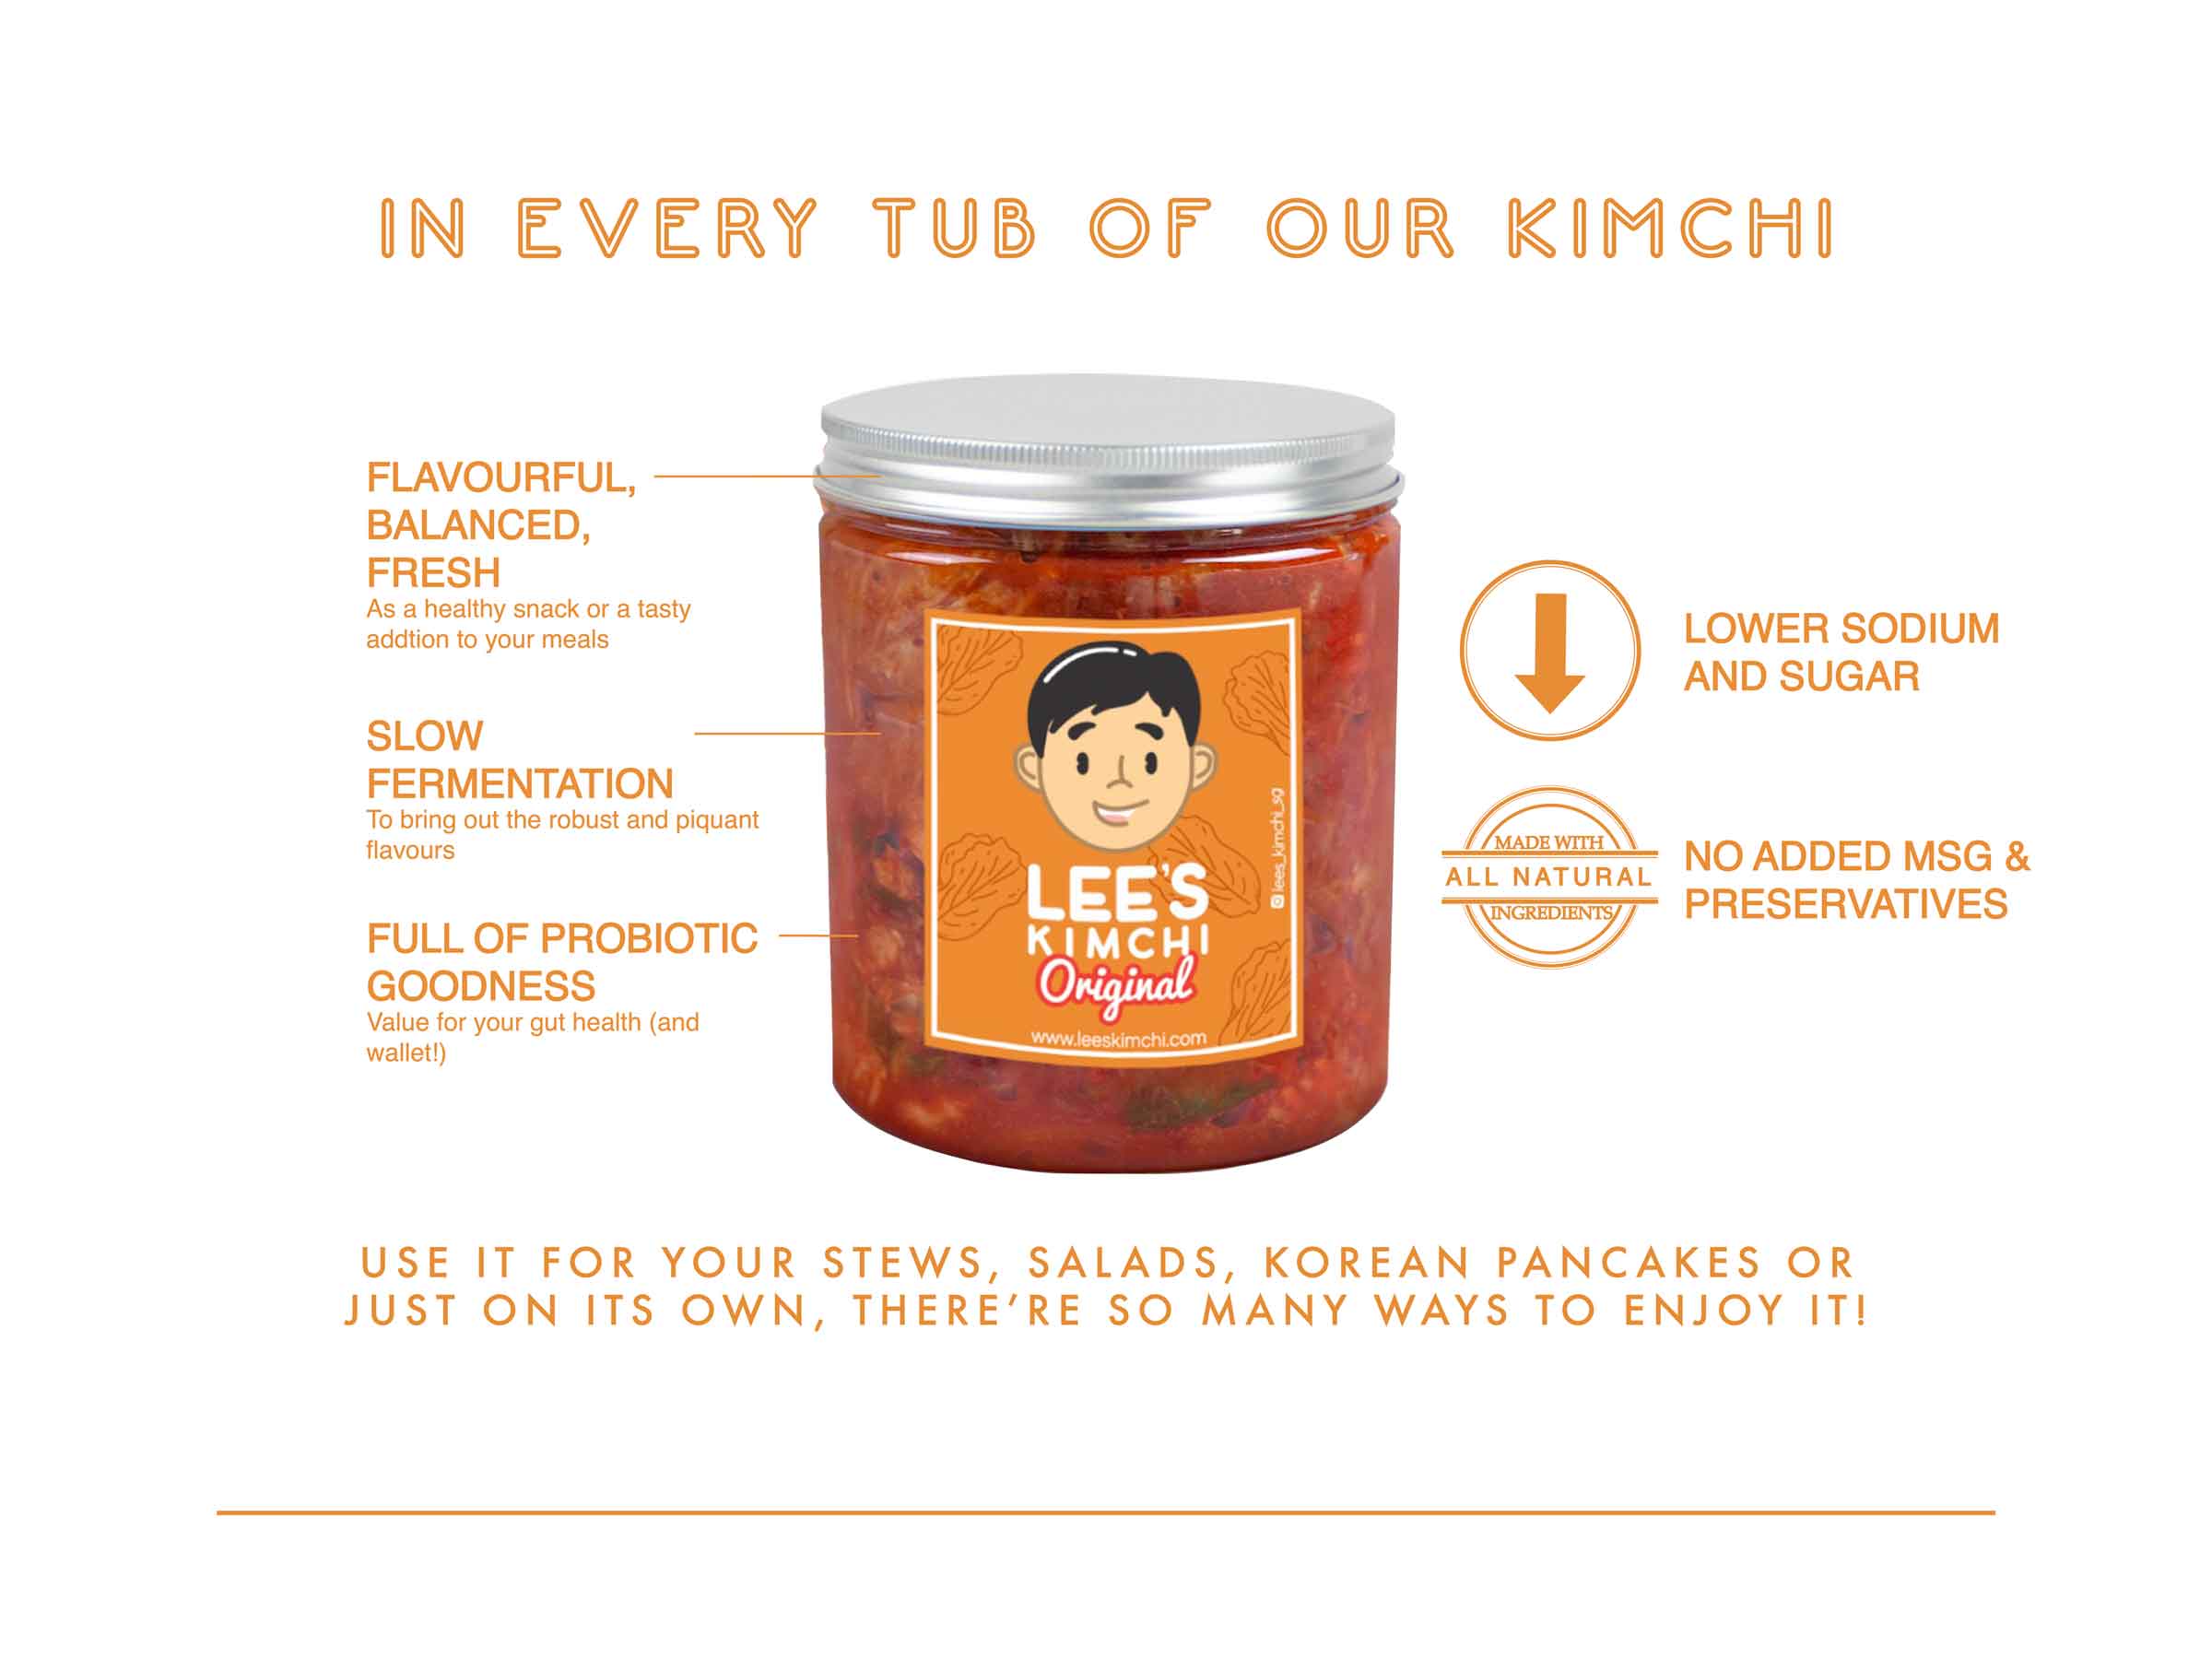 IN EVERY TUB OF OUR KIMCHI
FLAVOURFUL,
BALANCED,
FRESH
As a healthy snack or a tasty
addtion to your meals
SLOW
FERMENTATION
To bring out the robust and piquant
flavours
FULL OF PROBIOTIC
GOODNESS
Value for your gut health (and
wallet!)
LEE'S
KIMCHI
Original
www.leeskimchi.com
lees_kimchi_sg
LOWER SODIUM
AND SUGAR
MADE WITH
ALL NATURAL
INGREDIENTS
NO ADDED MSG &
PRESERVATIVES
USE IT FOR YOUR STEWS, SALADS, KOREAN PANCAKES OR
JUST ON ITS OWN, THERE'RE SO MANY WAYS TO ENJOY IT!